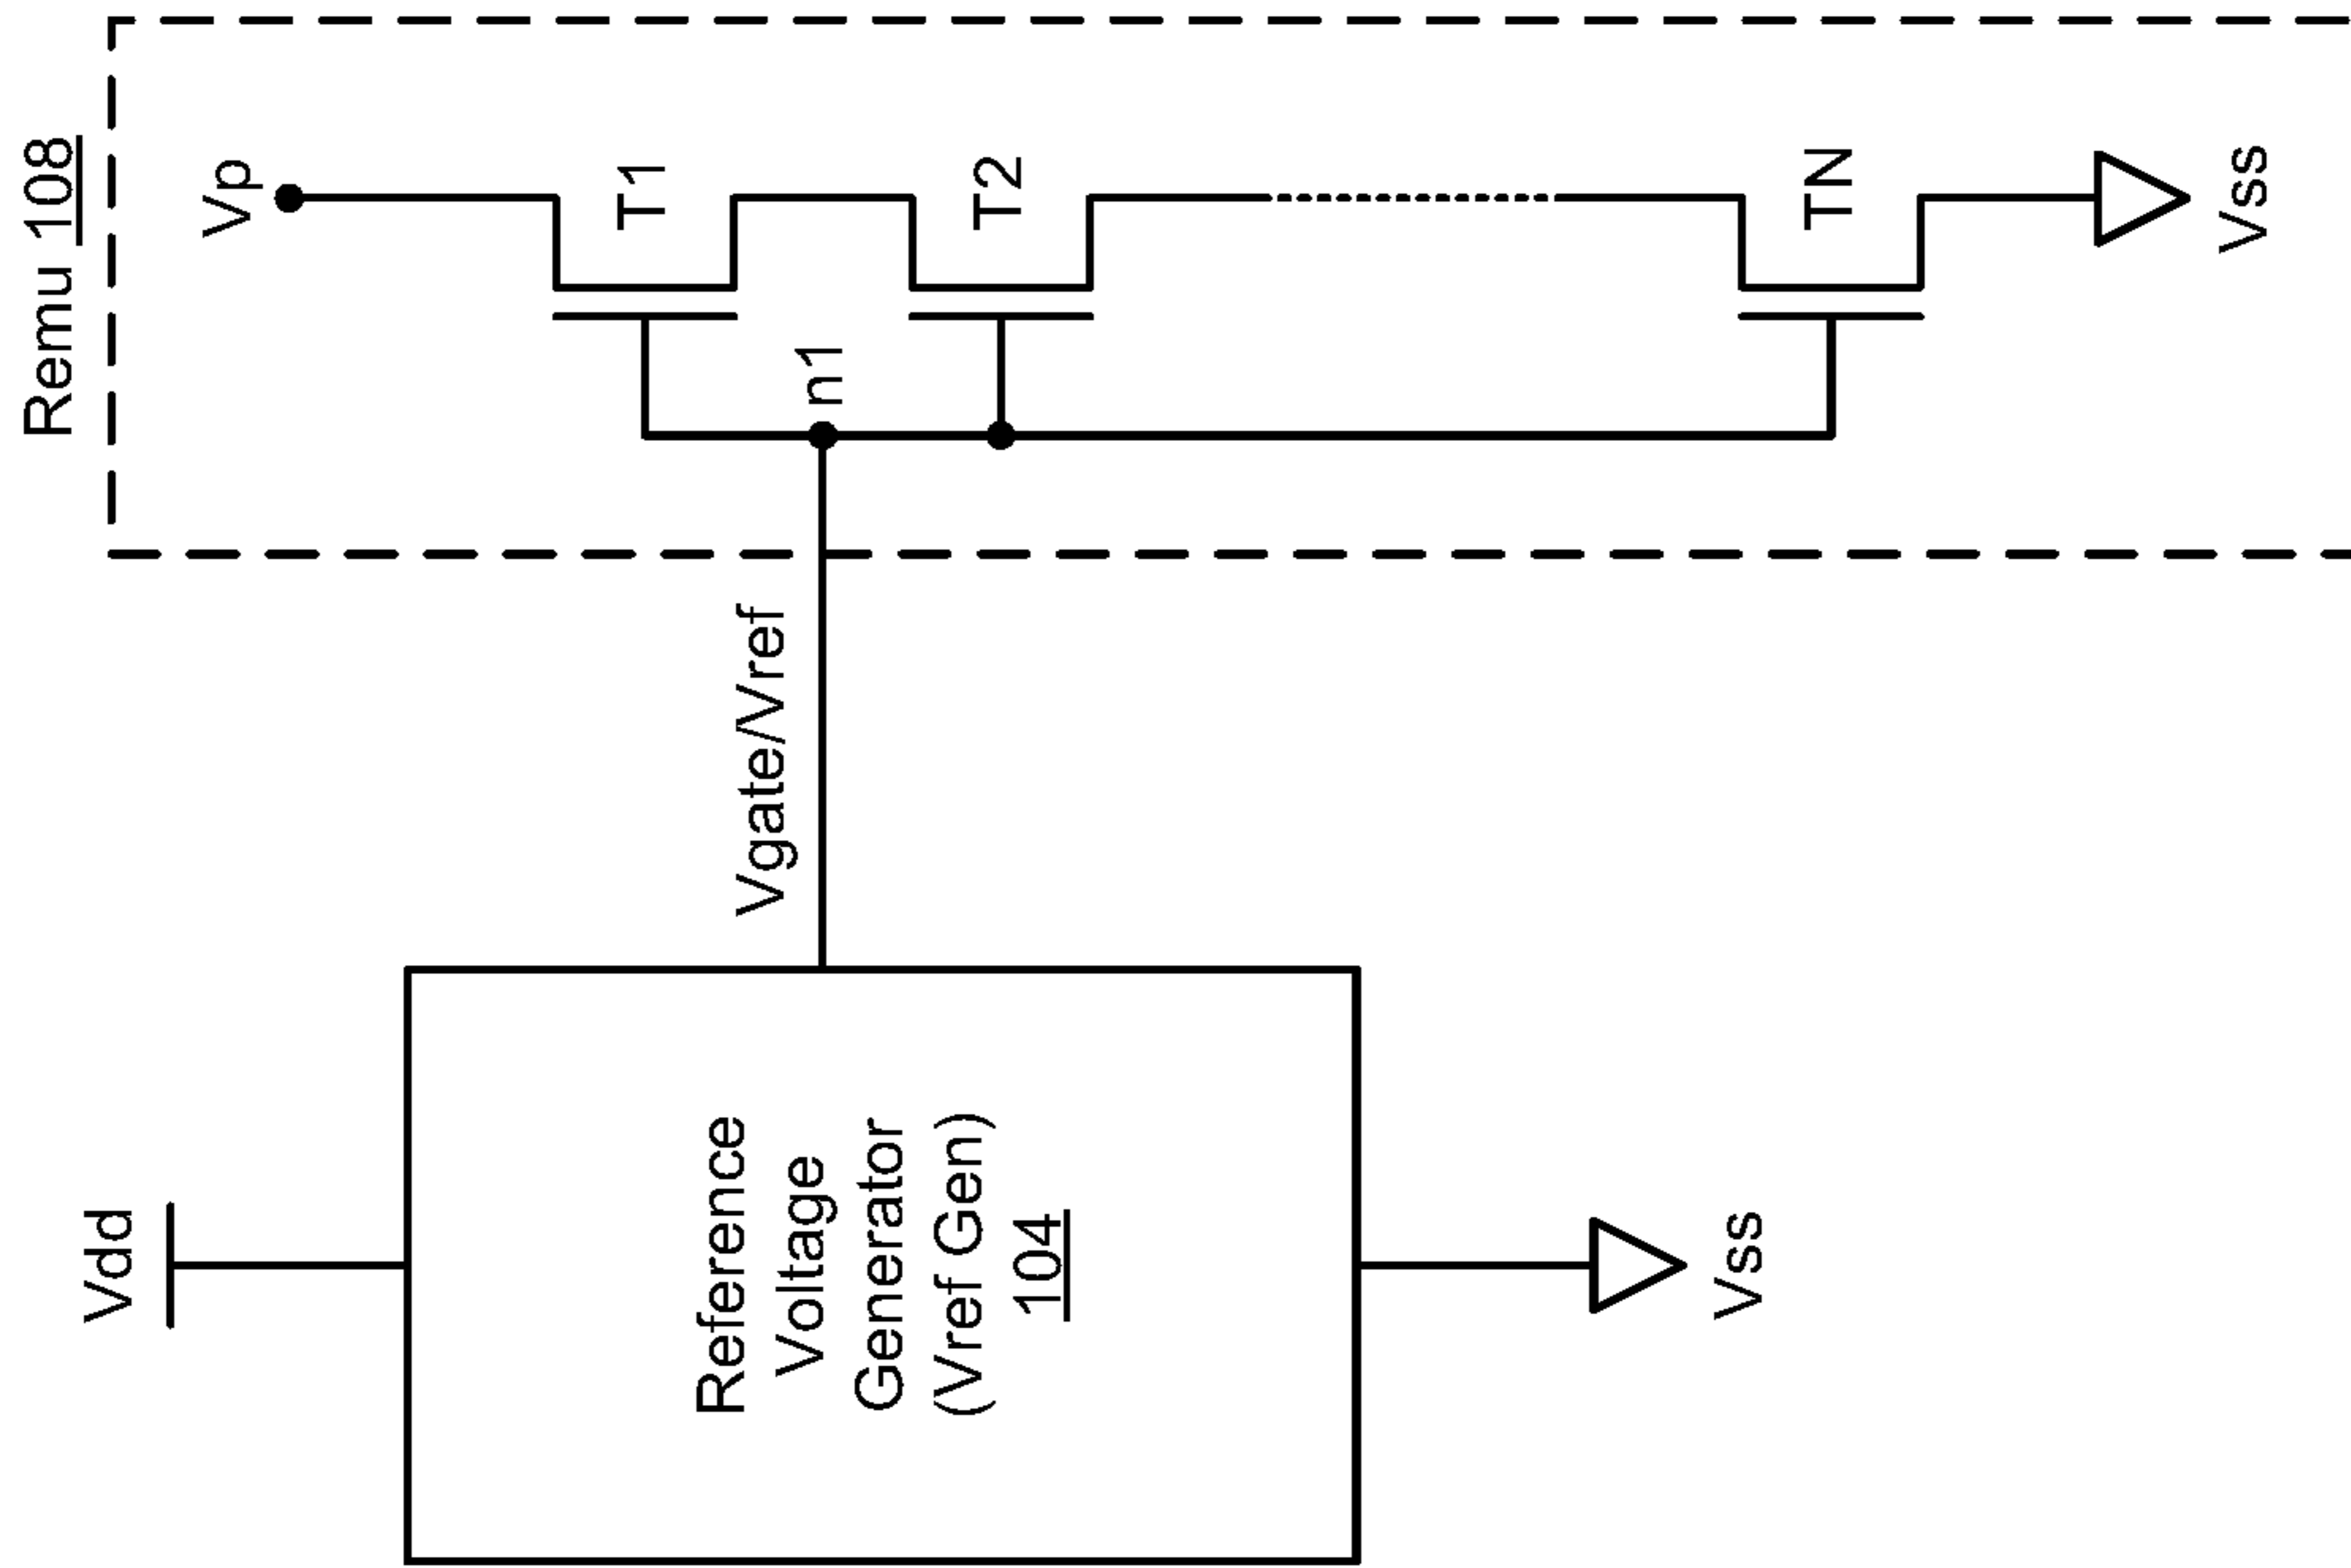 Remu 108
Vp
T1
n1
T2
TN
Vss
Vgate/Vref
Vdd
Reference
Voltage
Generator
(Vref Gen)
104
Vss